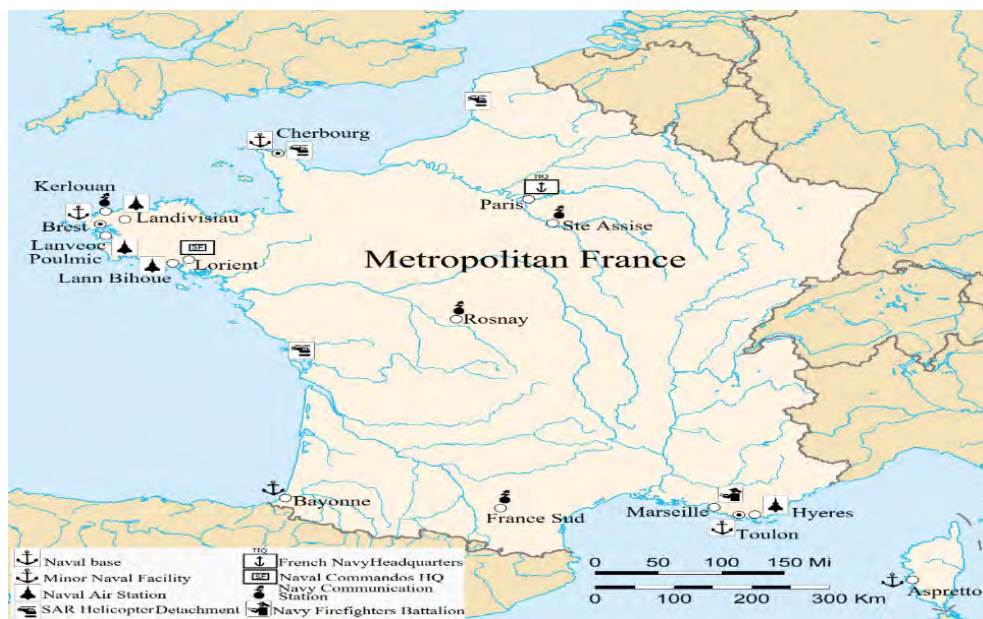 Cherbourg
Kerlouan
Landivisiau
Brest
Lanveoc
Poulmic
SF
Lorient
Lann Bihoue
HQ
Paris
Ste Assise
Metropolitan France
Rosnay
Bayonne
France Sud
Marseille
Hyeres
Toulon
Aspretto
Naval base
Minor Naval Facility
Naval Air Station
SAR Helicopter Detachment
HQ
French Navy Headquarters
SF
Naval Commandos HQ
Navy Communication
Station
Navy Firefighters Battalion
0 50 100 150 Mi
0 100 200 300 Km